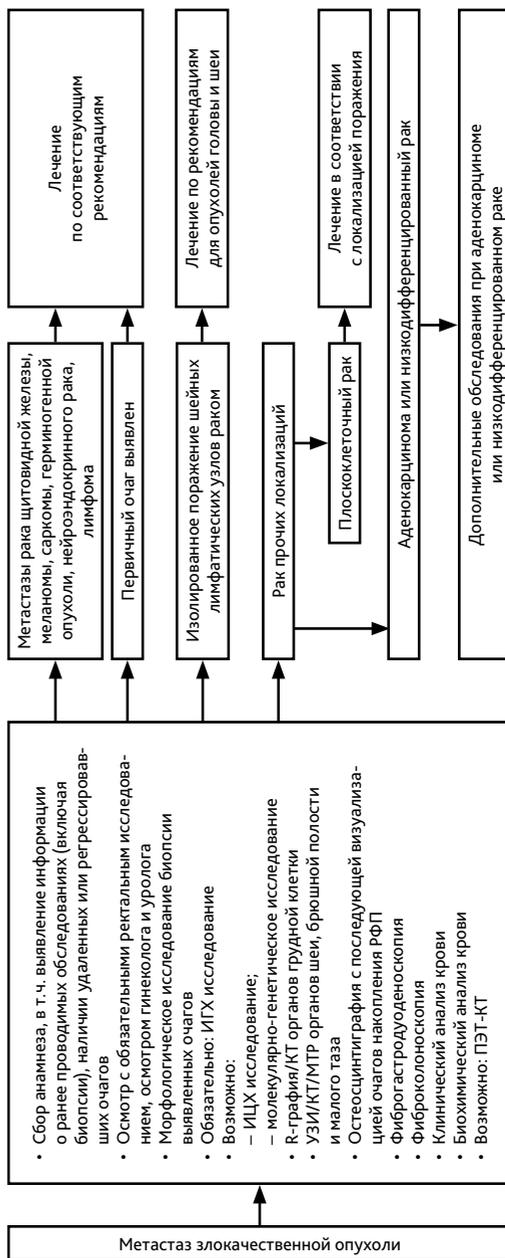 Метастаз злокачественной опухоли
• Сбор анамнеза, в т. ч. выявление информации
о ранее проводимых обследованиях (включая
биопсии), наличии удаленных или регрессировав-
ших очагов
• Осмотр с обязательными ректальным исследова-
нием, осмотром гинеколога и уролога
• Морфологическое исследование биопсии
выявленных очагов
• Обязательно: ИГХ исследование
• Возможно:
– ИЦХ исследование;
– молекулярно-генетическое исследование
• R-графия/КТ органов грудной клетки
• УЗИ/КТ/МТР органов шеи, брюшной полости
и малого таза
• Остеосцинтиграфия с последующей визуализа-
цией очагов накопления РФП
• Фиброгастродуоденоскопия
• Фиброколоноскопия
• Клинический анализ крови
• Биохимический анализ крови
• Возможно: ПЭТ-КТ
Метастазы рака щитовидной железы,
меланомы, саркомы, герминогенной
опухоли, нейроэндокринного рака,
лимфома
Первичный очаг выявлен
Лечение
по соответствующим
рекомендациям
Изолированное поражение шейных
лимфатических узлов раком
Лечение по рекомендациям
для опухолей головы и шеи
Рак прочих локализаций
Плоскоклеточный рак
Лечение в соответствии
с локализацией поражения
Аденокарцинома или низкодифференцированный рак
Дополнительные обследования при аденокарциноме
или низкодифференцированном раке